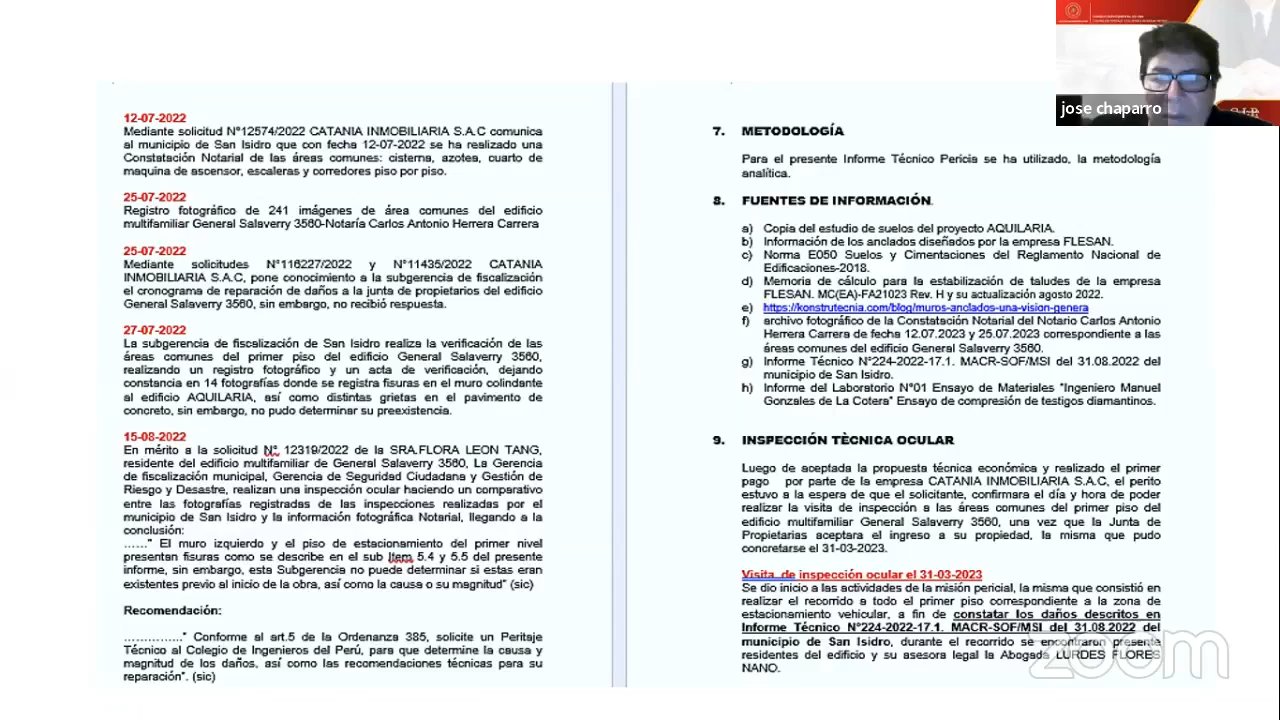 12-07-2022
Mediante solicitud N°12574/2022 CATANIA INMOBILIARIA S.A.C comunica
al municipio de San Isidro que con fecha 12-07-2022 se ha realizado una
Constatación Notarial de las áreas comunes: cisterna, azotea, cuarto de
maquina de ascensor, escaleras y corredores piso por piso.
25-07-2022
Registro fotográfico de 241 imágenes de área comunes del edificio
multifamiliar General Salaverry 3560-Notaría Carlos Antonio Herrera Carrera
25-07-2022
Mediante solicitudes N°116227/2022 y N°11435/2022 CATANIA
INMOBILIARIA S.A.C, pone conocimiento a la subgerencia de fiscalización
el cronograma de reparación de daños a la junta de propietarios del edificio
General Salaverry 3560, sin embargo, no recibió respuesta.
27-07-2022
La subgerencia de fiscalización de San Isidro realiza la verificación de las
áreas comunes del primer piso del edificio General Salaverry 3560,
realizando un registro fotográfico y un acta de verificación, dejando
constancia en 14 fotografías donde se registra fisuras en el muro colindante
al edificio AQUILARIA, así como distintas grietas en el pavimento de
concreto, sin embargo, no pudo determinar su preexistencia.
15-08-2022
En mérito a la solicitud N° 12319/2022 de la SRA.FLORA LEON TANG,
residente del edificio multifamiliar de General Salaverry 3560, La Gerencia
de fiscalización municipal, Gerencia de Seguridad Ciudadana y Gestión de
Riesgo y Desastre, realizan una inspección ocular haciendo un comparativo
entre las fotografías registradas de las inspecciones realizadas por el
municipio de San Isidro y la información fotográfica Notarial, llegando a la
conclusión:
……" El muro izquierdo y el piso de estacionamiento del primer nivel
presentan fisuras como se describe en el sub Item 5.4 y 5.5 del presente
informe, sin embargo, esta Subgerencia no puede determinar si estas eran
existentes previo al inicio de la obra, así como la causa o su magnitud" (sic)
Recomendación:
…………..." Conforme al art.5 de la Ordenanza 385, solicite un Peritaje
Técnico al Colegio de Ingenieros del Perú, para que determine la causa y
magnitud de los daños, así como las recomendaciones técnicas para su
reparación". (sic)
7. METODOLOGÍA
Para el presente Informe Técnico Pericia se ha utilizado, la metodología
analítica.
8. FUENTES DE INFORMACIÓN.
a) Copia del estudio de suelos del proyecto AQUILARIA.
b) Información de los anclados diseñados por la empresa FLESAN.
c) Norma E050 Suelos y Cimentaciones del Reglamento Nacional de
Edificaciones-2018.
d) Memoria de cálculo para la estabilización de taludes de la empresa
FLESAN. MC(EA)-FA21023 Rev. H y su actualización agosto 2022.
e) https://konstrutecnia.com/blog/muros-anclados-una-vision-genera
f) archivo fotográfico de la Constatación Notarial del Notario Carlos Antonio
Herrera Carrera de fecha 12.07.2023 y 25.07.2023 correspondiente a las
áreas comunes del edificio General Salaverry 3560.
g) Informe Técnico N°224-2022-17.1. MACR-SOF/MSI del 31.08.2022 del
municipio de San Isidro.
h) Informe del Laboratorio N°01 Ensayo de Materiales "Ingeniero Manuel
Gonzales de La Cotera" Ensayo de compresión de testigos diamantinos.
9. INSPECCIÓN TÈCNICA OCULAR
Luego de aceptada la propuesta técnica económica y realizado el primer
pago por parte de la empresa CATANIA INMOBILIARIA S.A.C, el perito
estuvo a la espera de que el solicitante, confirmara el día y hora de poder
realizar la visita de inspección a las áreas comunes del primer piso del
edificio multifamiliar General Salaverry 3560, una vez que la Junta de
Propietarios aceptara el ingreso a su propiedad, la misma que pudo
concretarse el 31-03-2023.
Visita de inspección ocular el 31-03-2023
Se dio inicio a las actividades de la misión pericial, la misma que consistió en
realizar el recorrido a todo el primer piso correspondiente a la zona de
estacionamiento vehicular, a fin de constatar los daños descritos en
Informe Técnico N°224-2022-17.1. MACR-SOF/MSI del 31.08.2022 del
municipio de San Isidro, durante el recorrido se encontraron presente
residentes del edificio y su asesora legal la Abogada LURDES FLORES
NANO.
jose chaparro
zoom